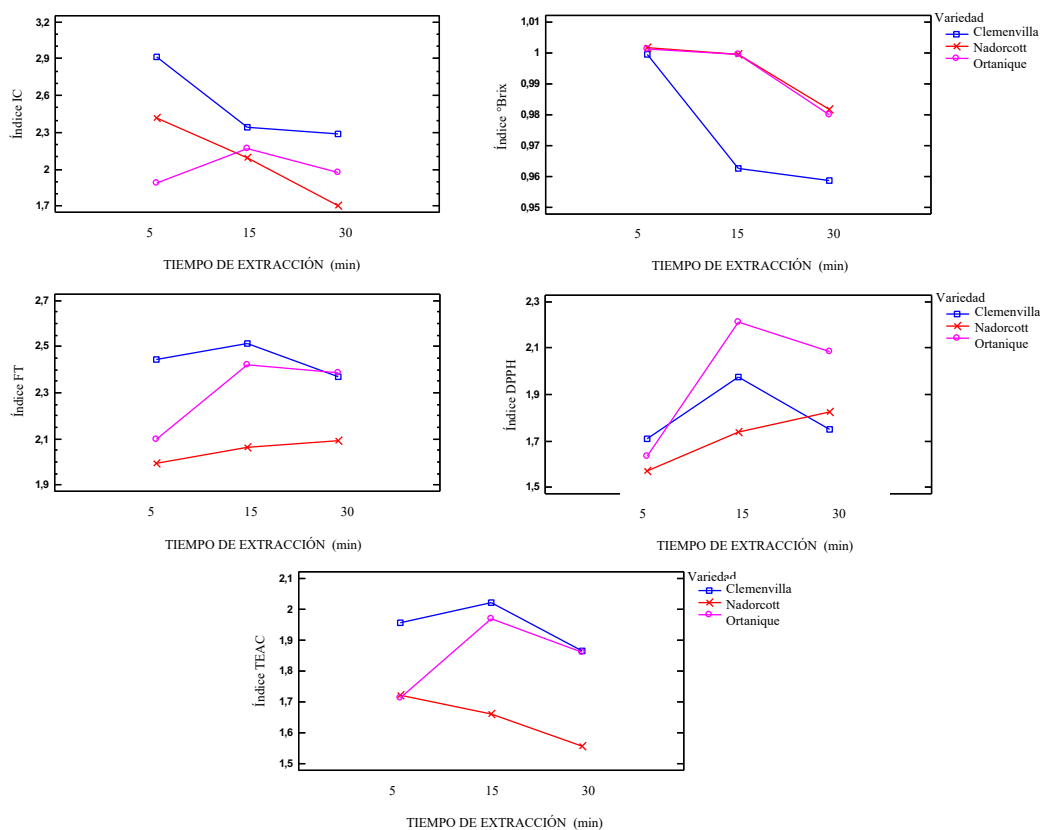 3,2
2,9
2,6
2,3
2
1,7
Índice IC
5 15 30
TIEMPO DE EXTRACCIÓN (min)
1,01
1
0,99
0,98
0,97
0,96
0,95
Índice °Brix
5 15 30
TIEMPO DE EXTRACCIÓN (min)
Variedad
Clemenvilla
Nadorcott
Ortanique
2,7
2,5
2,3
2,1
1,9
Índice FT
5 15 30
TIEMPO DE EXTRACCIÓN (min)
2,3
2,1
1,9
1,7
1,5
Índice DPPH
5 15 30
TIEMPO DE EXTRACCIÓN (min)
Variedad
Clemenvilla
Nadorcott
Ortanique
2,1
2
1,9
1,8
1,7
1,6
1,5
Índice TEAC
5 15 30
TIEMPO DE EXTRACCIÓN (min)
Variedad
Clemenvilla
Nadorcott
Ortanique